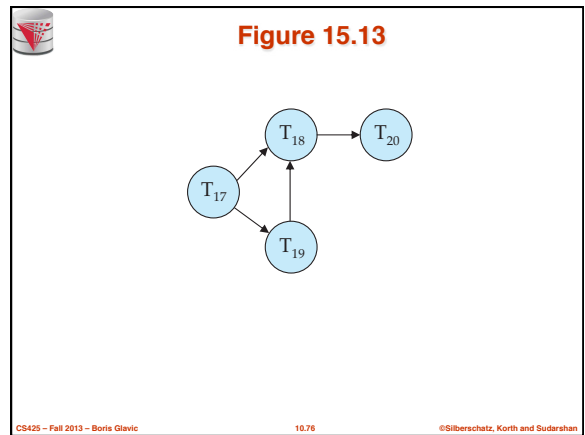 Figure 15.13
T18
T20
T17
T19
CS425 – Fall 2013 – Boris Glavic
10.76
©Silberschatz, Korth and Sudarshan